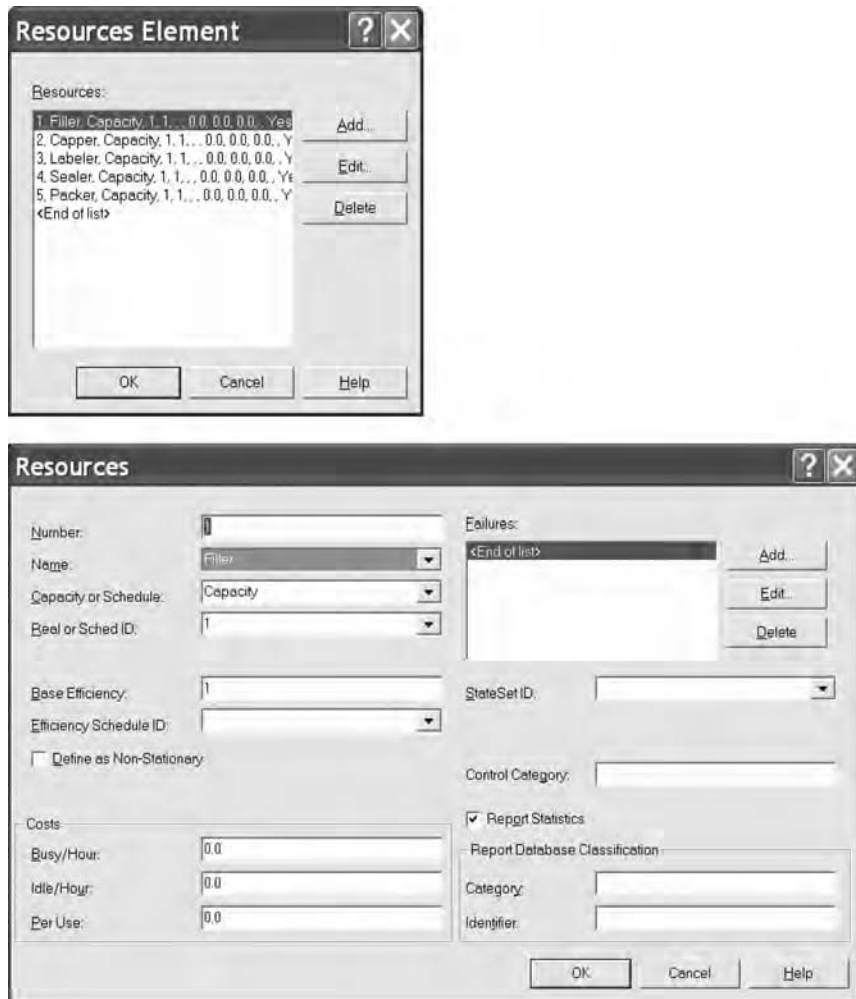 Resources Element ? X
Resources:
1, Filler, Capacity, 1, 1, , , 0.0, 0.0, 0.0, , Yes
2, Capper, Capacity, 1, 1, , , 0.0, 0.0, 0.0, , Y
3, Labeler, Capacity, 1, 1, , , 0.0, 0.0, 0.0, , Y
4, Sealer, Capacity, 1, 1, , , 0.0, 0.0, 0.0, , Ye
5, Packer, Capacity, 1, 1, , , 0.0, 0.0, 0.0, , Y
<End of list>
Add...
Edit...
Delete
OK Cancel Help
Resources ? X
Number: 1
Name: Filler
Capacity or Schedule: Capacity
Real or Sched ID: 1
Base Efficiency: 1
Efficiency Schedule ID:
Define as Non-Stationary
Costs
Busy/Hour: 0.0
Idle/Hour: 0.0
Per Use: 0.0
Failures:
<End of list>
Add...
Edit...
Delete
StateSet ID:
Control Category:
Report Statistics
Report Database Classification
Category:
Identifier:
OK Cancel Help